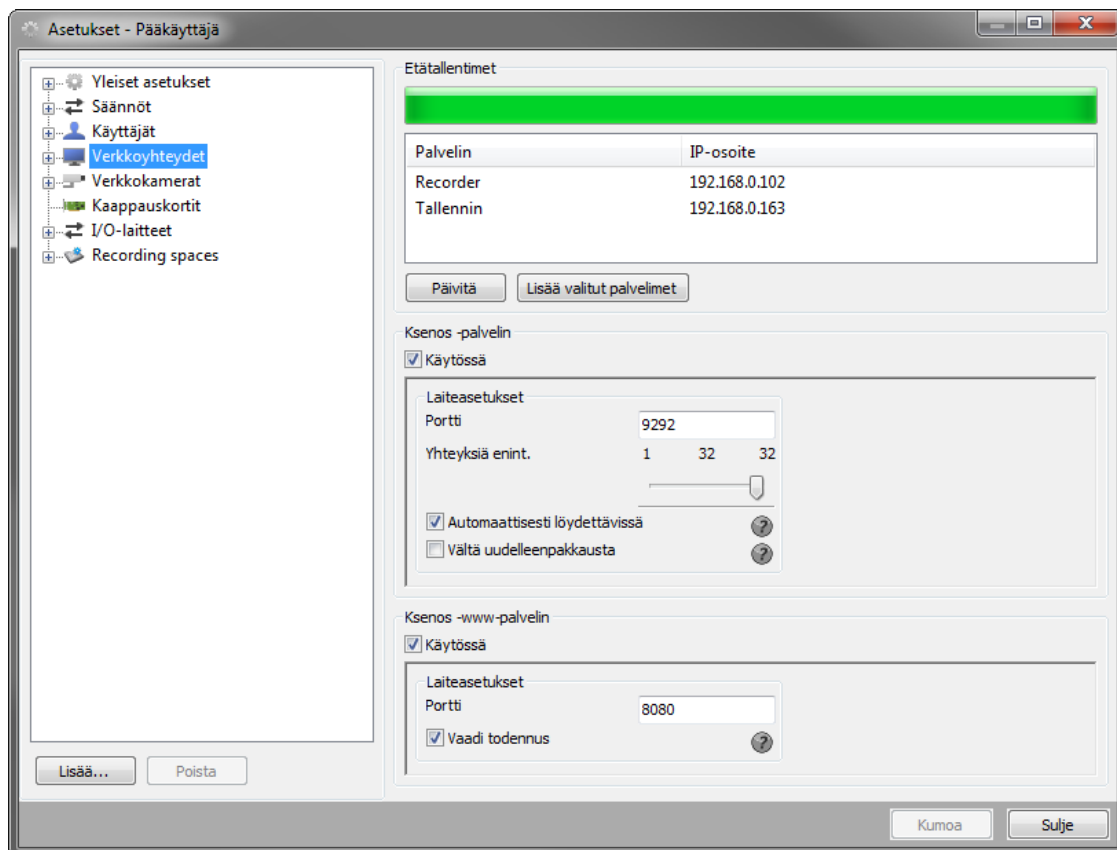 Asetukset - Pääkäyttäjä
Yleiset asetukset
Säännöt
Käyttäjät
Verkkoyhteydet
Verkkokamerat
Kaappauskortit
I/O-laitteet
Recording spaces
Lisää...
Poista
Etätallentimet
Palvelin IP-osoite
Recorder 192.168.0.102
Tallennin 192.168.0.163
Päivitä Lisää valitut palvelimet
Ksenos -palvelin
Käytössä
Laiteasetukset
Portti 9292
Yhteyksiä enint. 1 32 32
Automaattisesti löydettävissä ?
Vältä uudelleenpakkausta ?
Ksenos -www-palvelin
Käytössä
Laiteasetukset
Portti 8080
Vaadi todennus ?
Kumoa Sulje